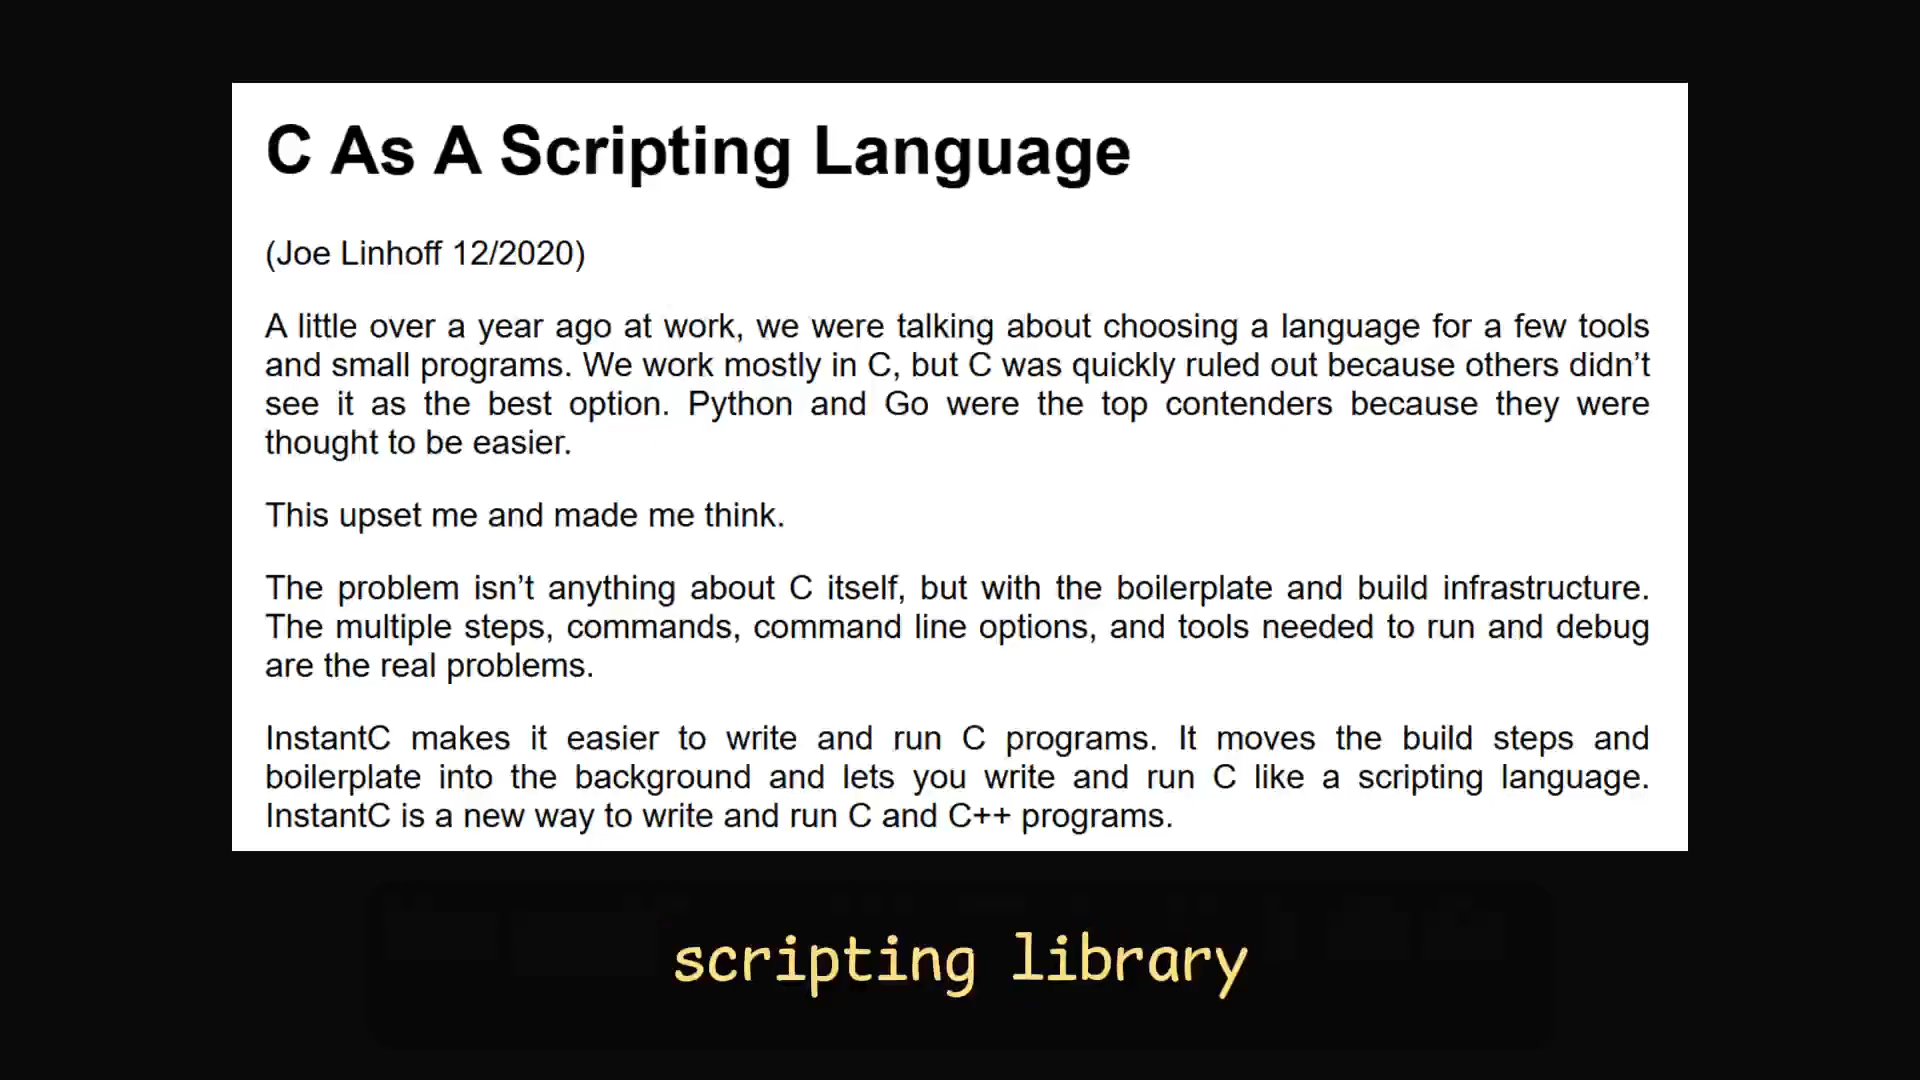 C As A Scripting Language
(Joe Linhoff 12/2020)
A little over a year ago at work, we were talking about choosing a language for a few tools
and small programs. We work mostly in C, but C was quickly ruled out because others didn’t
see it as the best option. Python and Go were the top contenders because they were
thought to be easier.
This upset me and made me think.
The problem isn’t anything about C itself, but with the boilerplate and build infrastructure.
The multiple steps, commands, command line options, and tools needed to run and debug
are the real problems.
InstantC makes it easier to write and run C programs. It moves the build steps and
boilerplate into the background and lets you write and run C like a scripting language.
InstantC is a new way to write and run C and C++ programs.
scripting library